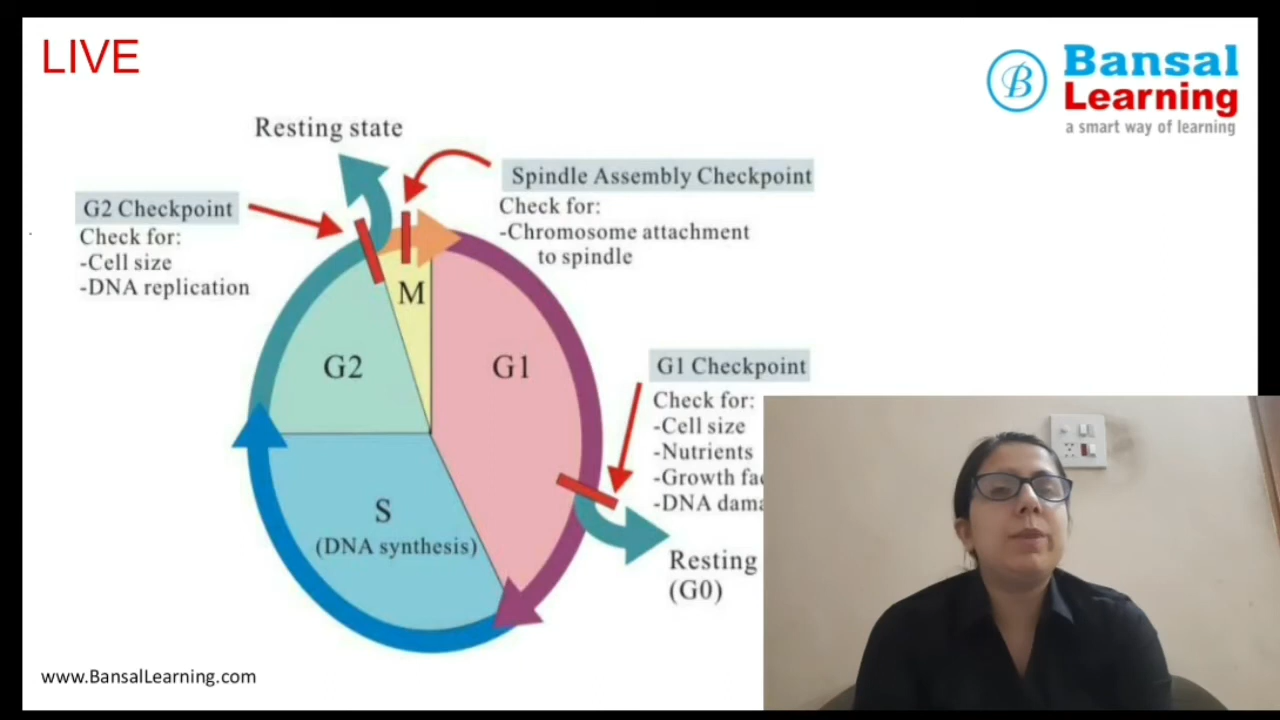 LIVE
Bansal
Learning
a smart way of learning
B
Resting state
Spindle Assembly Checkpoint
Check for:
-Chromosome attachment
to spindle
G2 Checkpoint
Check for:
-Cell size
-DNA replication
M
G2
G1
G1 Checkpoint
Check for:
-Cell size
-Nutrients
-Growth
-DNA
S
(DNA synthesis)
Resting
(G0)
www.BansalLearning.com